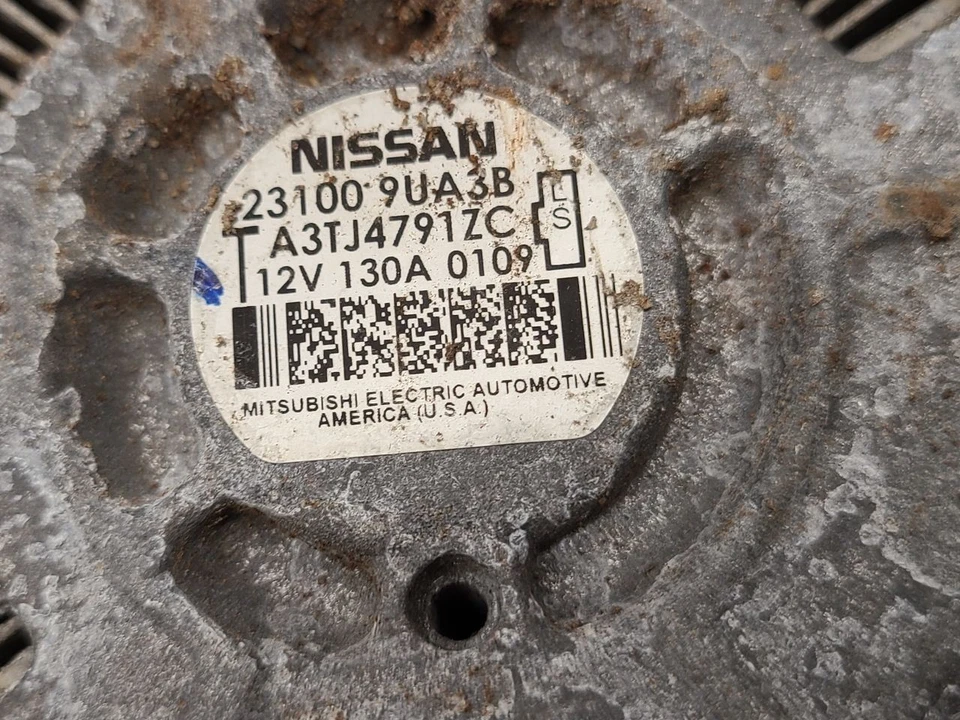 NISSAN
23100 9UA3B
A3TJ4791ZC
12V 130A 0109
L
S
MITSUBISHI ELECTRIC AUTOMOTIVE
AMERICA (U.S.A.)